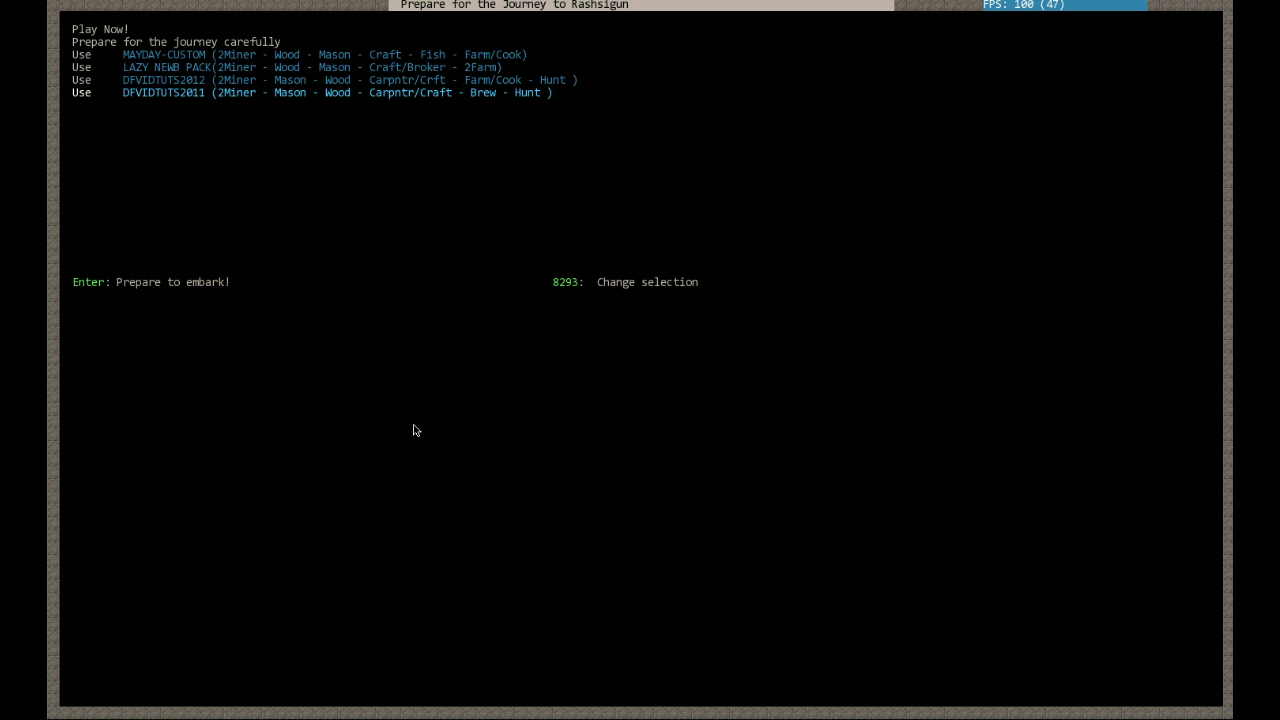 Prepare for the Journey to Rashsigun
FPS: 100 (47)
Play Now!
Prepare for the journey carefully
Use MAYDAY-CUSTOM (2Miner - Wood - Mason - Craft - Fish - Farm/Cook)
Use LAZY NEWB PACK(2Miner - Wood - Mason - Craft/Broker - 2Farm)
Use DFVIDTUTS2012 (2Miner - Mason - Wood - Carpntr/Crft - Farm/Cook - Hunt )
Use DFVIDTUTS2011 (2Miner - Mason - Wood - Carpntr/Craft - Brew - Hunt )
Enter: Prepare to embark!
8293: Change selection